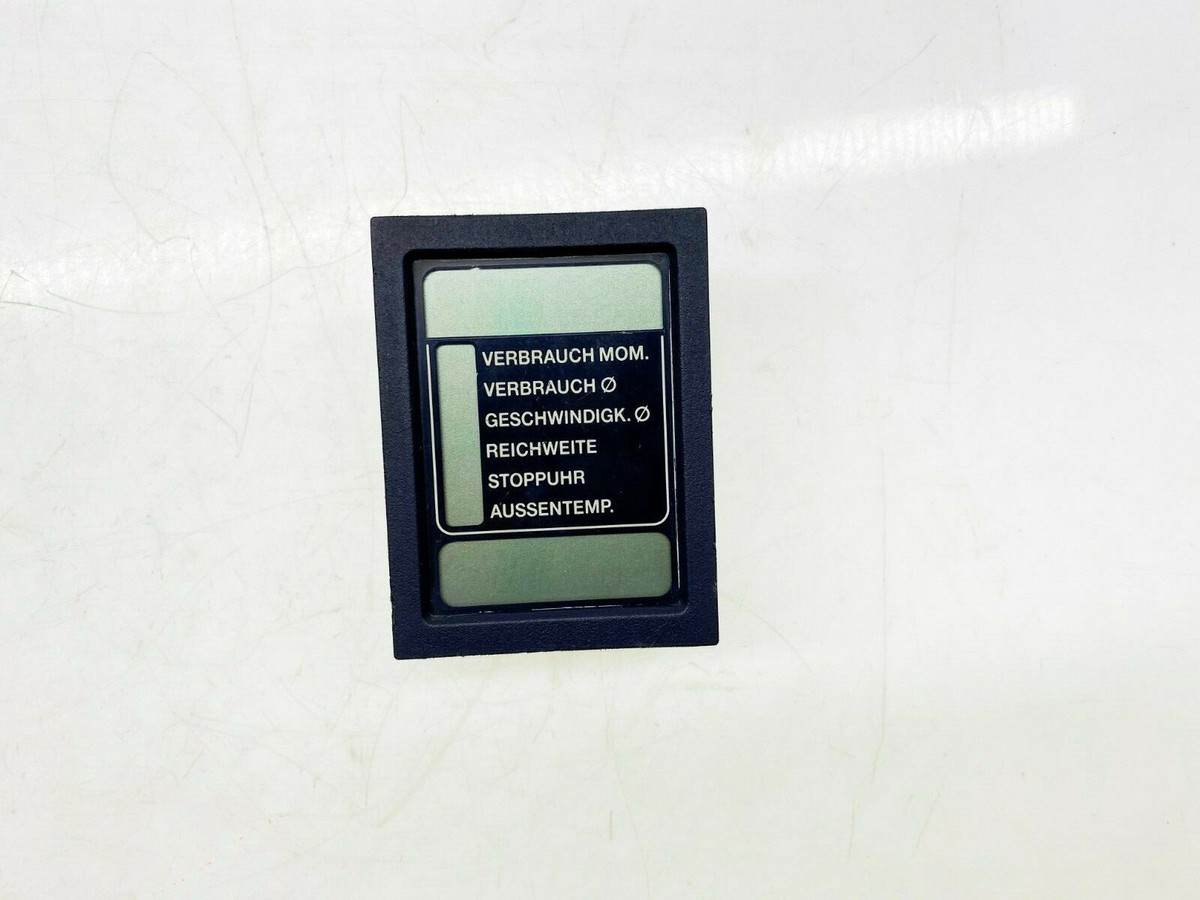 VERBRAUCH MOM.
VERBRAUCH Ø
GESCHWINDIGK. Ø
REICHWEITE
STOPPUHR
AUSSENTEMP.